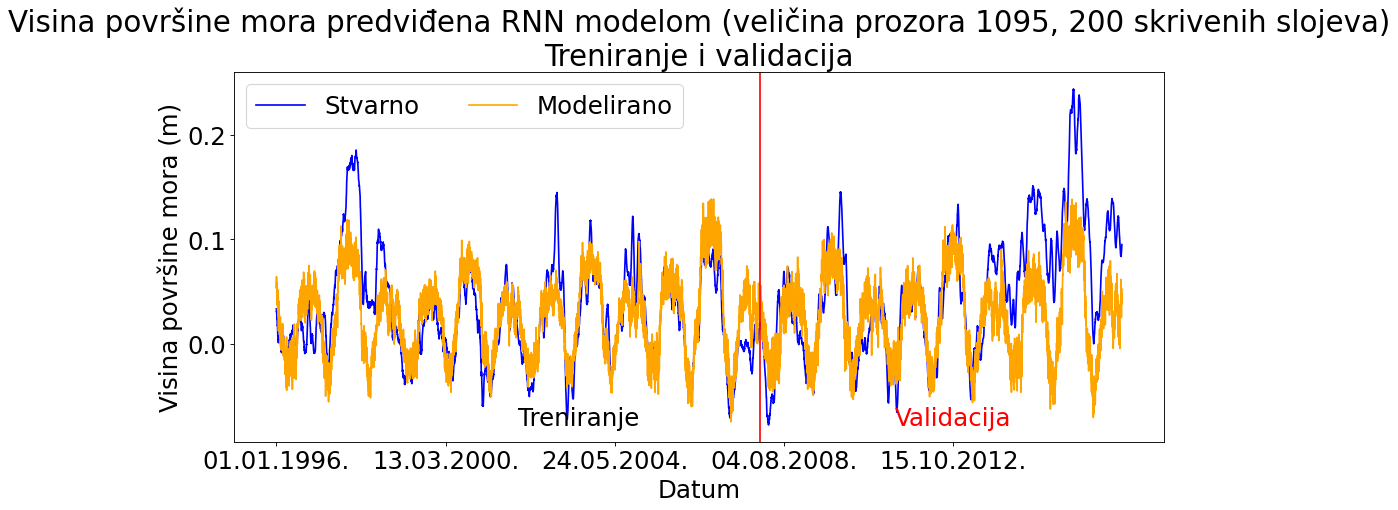 Visina površine mora predviđena RNN modelom (veličina prozora 1095, 200 skrivenih slojeva)
Treniranje i validacija
Stvarno
Modelirano
Visina površine mora (m)
0.2
0.1
0.0
Treniranje
Validacija
01.01.1996.
13.03.2000.
24.05.2004.
04.08.2008.
15.10.2012.
Datum